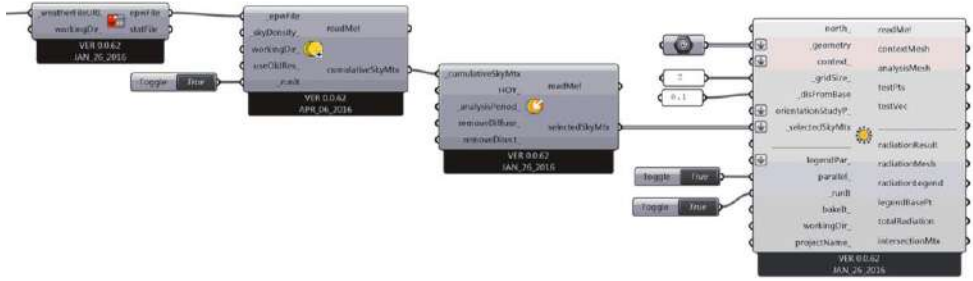 _weatherFileURL epwFile
workingDir_ statFile
VER 0.0.62
JAN_26_2016
_epwFile
_skyDensity_ readMe!
workingDir_
useOldRes_ cumulativeSkyMtx
_runIt
VER 0.0.62
APR_06_2016
Toggle True
_cumulativeSkyMtx
HOY_ readMe!
_analysisPeriod_
removeDiffuse_ selectedSkyMtx
removeDirect_
VER 0.0.62
JAN_26_2016
0.1
Toggle True
Toggle True
north_ readMe!
_geometry contextMesh
context_ analysisMesh
_gridSize_ testPts
_disFromBase testVec
orientationStudyP_
_selectedSkyMtx radiationResult
legendPar_ radiationMesh
parallel_ radiationLegend
_runIt legendBasePt
bakeIt_ totalRadiation
workingDir_ intersectionMtx
projectName_
VER 0.0.62
JAN_26_2016